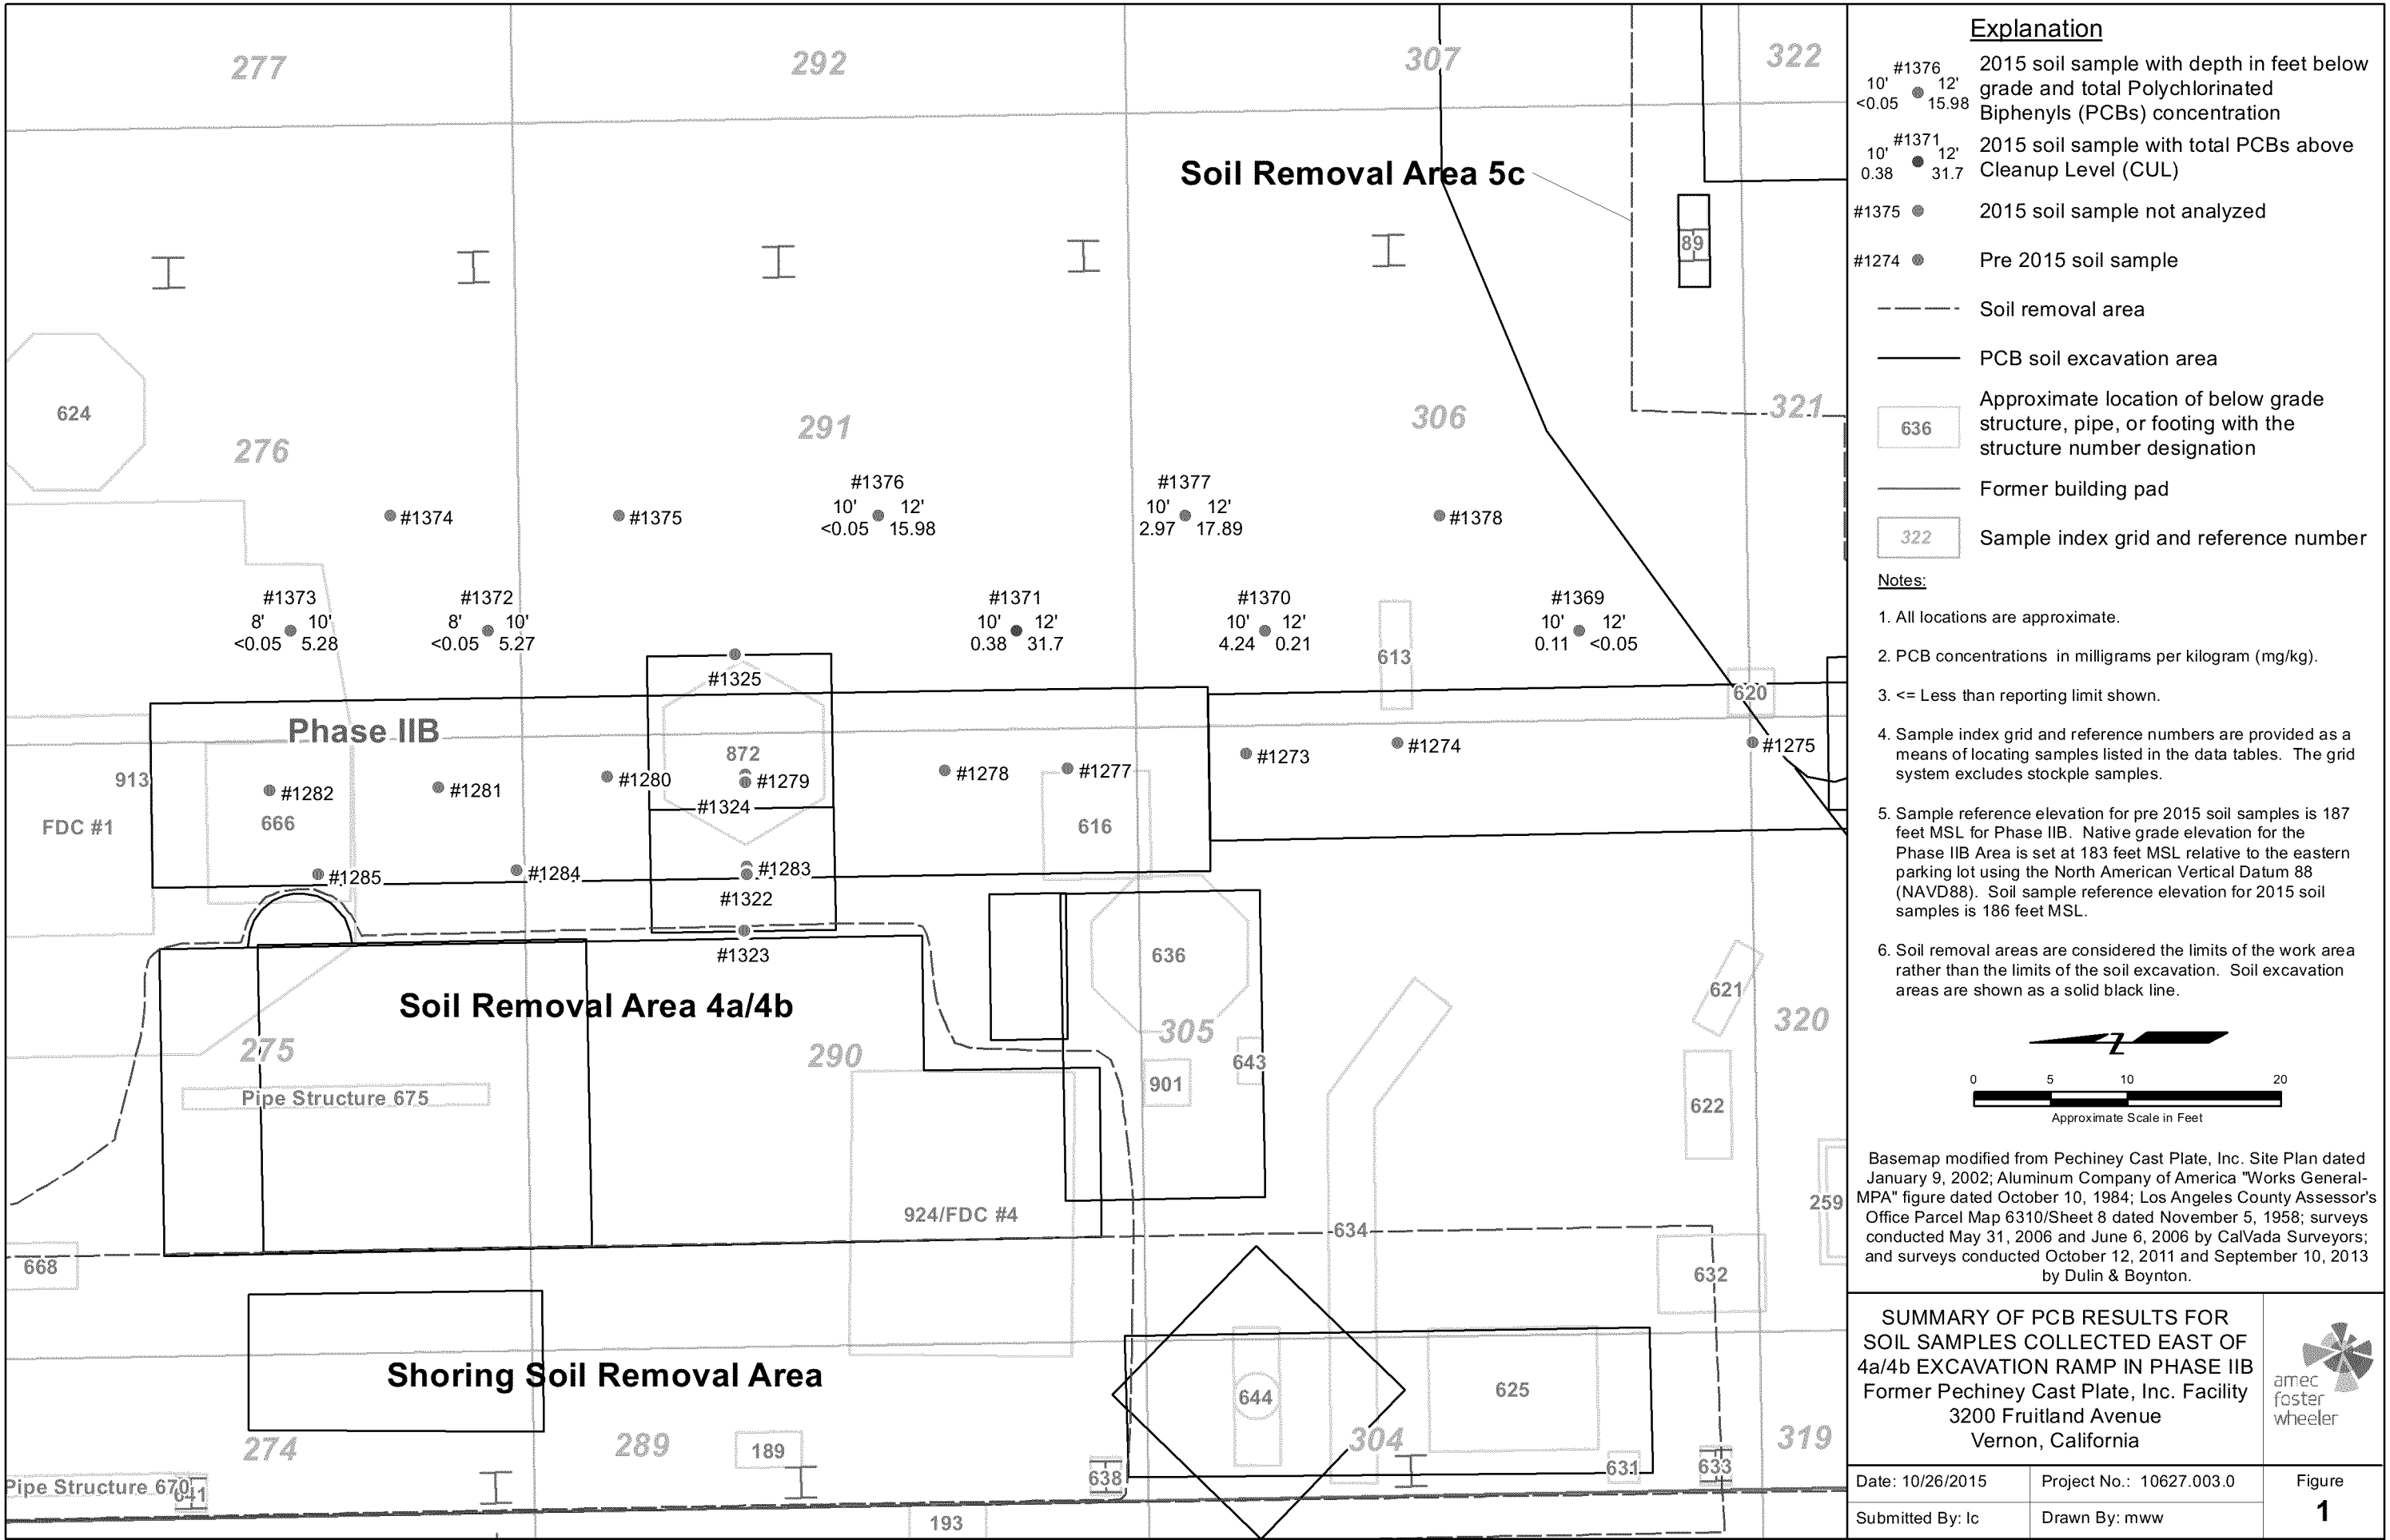 277
292
307
322
Soil Removal Area 5c
89
624
276
291
306
321
#1374
#1375
#1376
10' 12'
<0.05 15.98
#1377
10' 12'
2.97 17.89
#1378
#1373
8' 10'
<0.05 5.28
#1372
8' 10'
<0.05 5.27
#1371
10' 12'
0.38 31.7
#1370
10' 12'
4.24 0.21
#1369
10' 12'
0.11 <0.05
613
#1325
620
Phase IIB
872
#1273
#1274
#1275
913
#1282
#1281
#1280
#1279
#1278
#1277
#1324
FDC #1
666
616
#1285
#1284
#1283
#1322
#1323
636
Soil Removal Area 4a/4b
621
305
320
275
290
643
901
Pipe Structure 675
622
924/FDC #4
634
259
668
632
Shoring Soil Removal Area
644
625
274
289
189
304
319
638
631
633
Pipe Structure 670
641
193
Explanation
#1376
10' 12'
<0.05 15.98
2015 soil sample with depth in feet below
grade and total Polychlorinated
Biphenyls (PCBs) concentration
#1371
10' 12'
0.38 31.7
2015 soil sample with total PCBs above
Cleanup Level (CUL)
#1375 2015 soil sample not analyzed
#1274 Pre 2015 soil sample
Soil removal area
PCB soil excavation area
636
Approximate location of below grade
structure, pipe, or footing with the
structure number designation
Former building pad
322 Sample index grid and reference number
Notes:
1. All locations are approximate.
2. PCB concentrations in milligrams per kilogram (mg/kg).
3. <= Less than reporting limit shown.
4. Sample index grid and reference numbers are provided as a
means of locating samples listed in the data tables. The grid
system excludes stockple samples.
5. Sample reference elevation for pre 2015 soil samples is 187
feet MSL for Phase IIB. Native grade elevation for the
Phase IIB Area is set at 183 feet MSL relative to the eastern
parking lot using the North American Vertical Datum 88
(NAVD88). Soil sample reference elevation for 2015 soil
samples is 186 feet MSL.
6. Soil removal areas are considered the limits of the work area
rather than the limits of the soil excavation. Soil excavation
areas are shown as a solid black line.
Z
0 5 10 20
Approximate Scale in Feet
Basemap modified from Pechiney Cast Plate, Inc. Site Plan dated
January 9, 2002; Aluminum Company of America "Works General-
MPA" figure dated October 10, 1984; Los Angeles County Assessor's
Office Parcel Map 6310/Sheet 8 dated November 5, 1958; surveys
conducted May 31, 2006 and June 6, 2006 by CalVada Surveyors;
and surveys conducted October 12, 2011 and September 10, 2013
by Dulin & Boynton.
SUMMARY OF PCB RESULTS FOR
SOIL SAMPLES COLLECTED EAST OF
4a/4b EXCAVATION RAMP IN PHASE IIB
Former Pechiney Cast Plate, Inc. Facility
3200 Fruitland Avenue
Vernon, California
amec
foster
wheeler
Date: 10/26/2015
Project No.: 10627.003.0
Figure
1
Submitted By: lc
Drawn By: mww